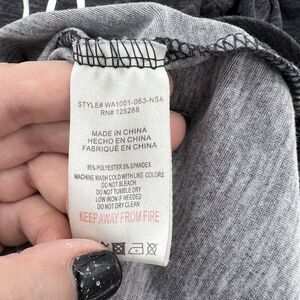 STYLE# WA1001-063-NSA
RN# 125288
MADE IN CHINA
HECHO EN CHINA
FABRIQUÉ EN CHINA
95% POLYESTER 5% SPANDEX
MACHINE WASH COLD WITH LIKE COLORS
DO NOT BLEACH
DO NOT TUMBLE DRY
LOW IRON IF NEEDED
DO NOT DRY CLEAN
KEEP AWAY FROM FIRE